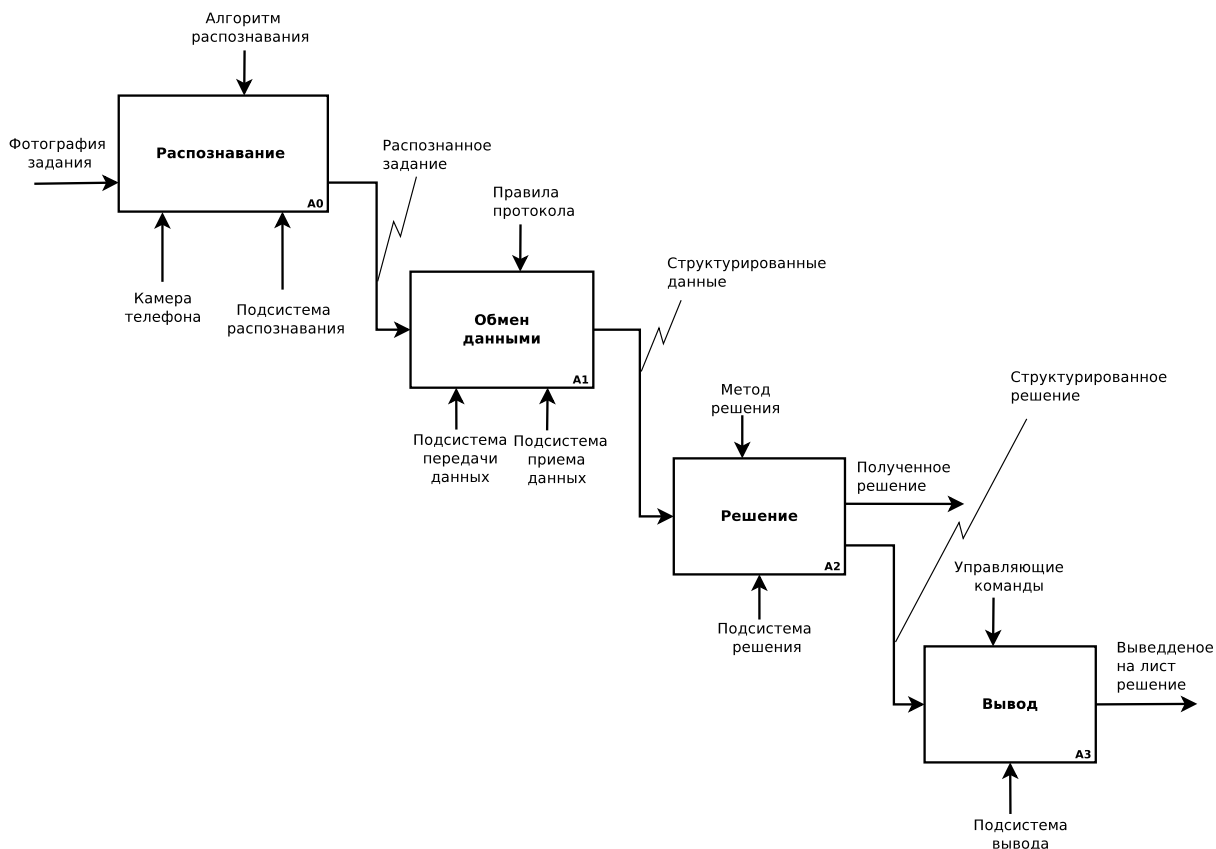 Алгоритм
распознавания
Фотография
задания
Распознавание
A0
Камера
телефона
Подсистема
распознавания
Распознанное
задание
Правила
протокола
Обмен
данными
A1
Подсистема
передачи
данных
Подсистема
приема
данных
Структурированные
данные
Метод
решения
Решение
A2
Подсистема
решения
Полученное
решение
Структурированное
решение
Управляющие
команды
Вывод
A3
Подсистема
вывода
Выведденое
на лист
решение